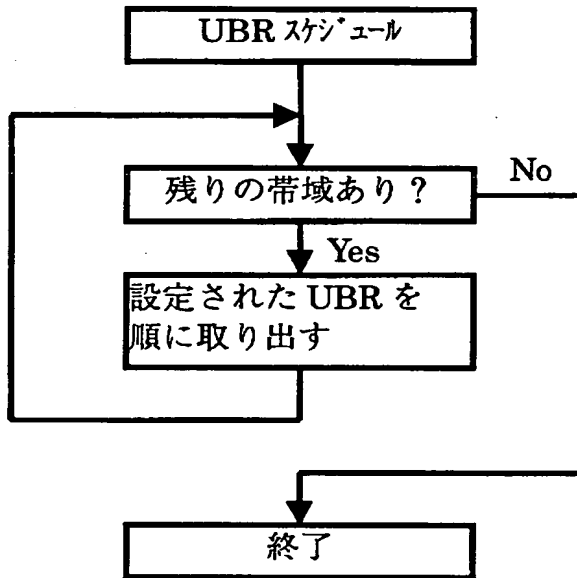 UBR ｽｹｼﾞｭｰﾙ
残りの帯域あり？
No
Yes
設定された UBR を
順に取り出す
終了